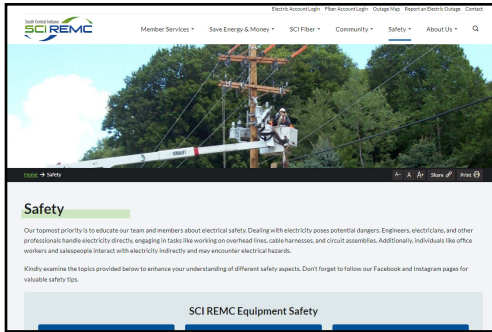 Electric Account Login Fiber Account Login Outage Map Report an Electric Outage Contact
South Central Indiana
SCI REMC
Member Services Save Energy & Money SCI Fiber Community Safety About Us
Home → Safety
A- A A+ Share Print
Safety
Our topmost priority is to educate our team and members about electrical safety. Dealing with electricity poses potential dangers. Engineers, electricians, and other
professionals handle electricity directly, engaging in tasks like working on overhead lines, cable harnesses, and circuit assemblies. Additionally, individuals like office
workers and salespeople interact with electricity indirectly and may encounter electrical hazards.
Kindly examine the topics provided below to enhance your understanding of different safety aspects. Don't forget to follow our Facebook and Instagram pages for
valuable safety tips.
SCI REMC Equipment Safety